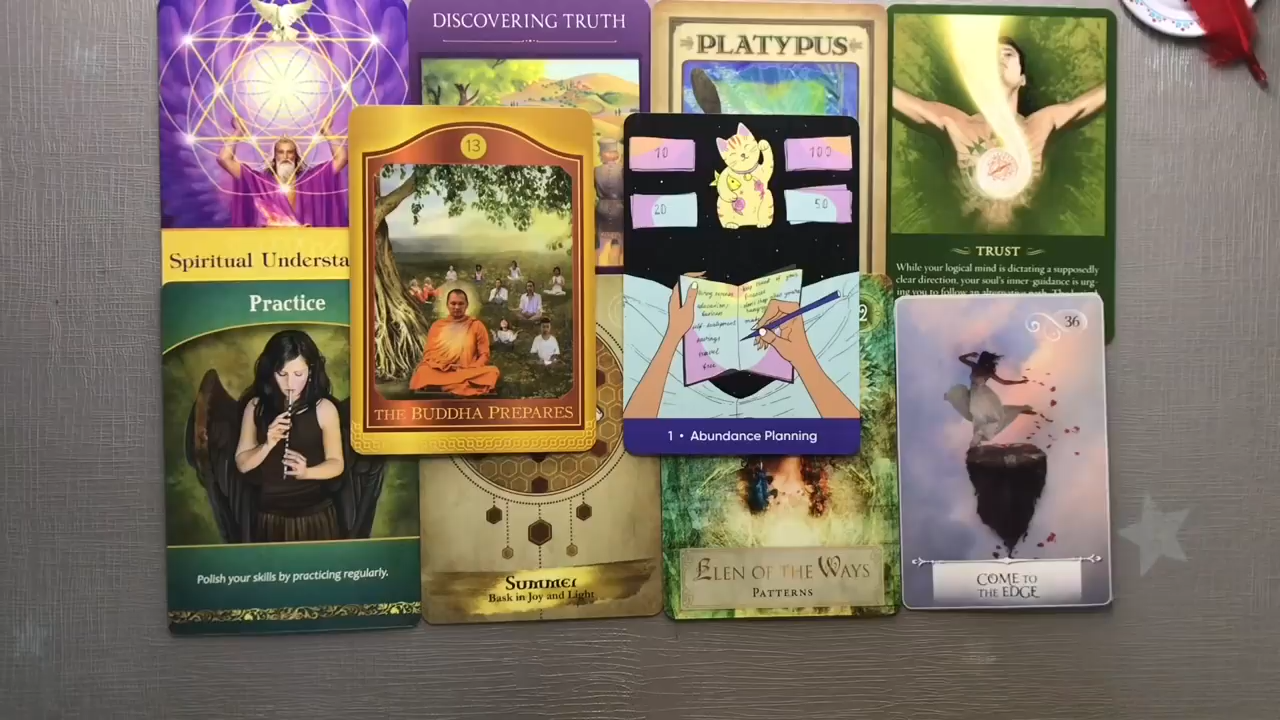 DISCOVERING TRUTH
PLATYPUS
Spiritual Understa
TRUST
While your logical mind is dictating a supposedly
clear direction, your soul's inner-guidance is urg-
ing you to follow an alternative path.
13
THE BUDDHA PREPARES
10
100
20
50
savings
travel
1 • Abundance Planning
Practice
Polish your skills by practicing regularly.
SUMMER
Bask in Joy and Light
2
ELEN OF THE WAYS
PATTERNS
36
COME TO
THE EDGE